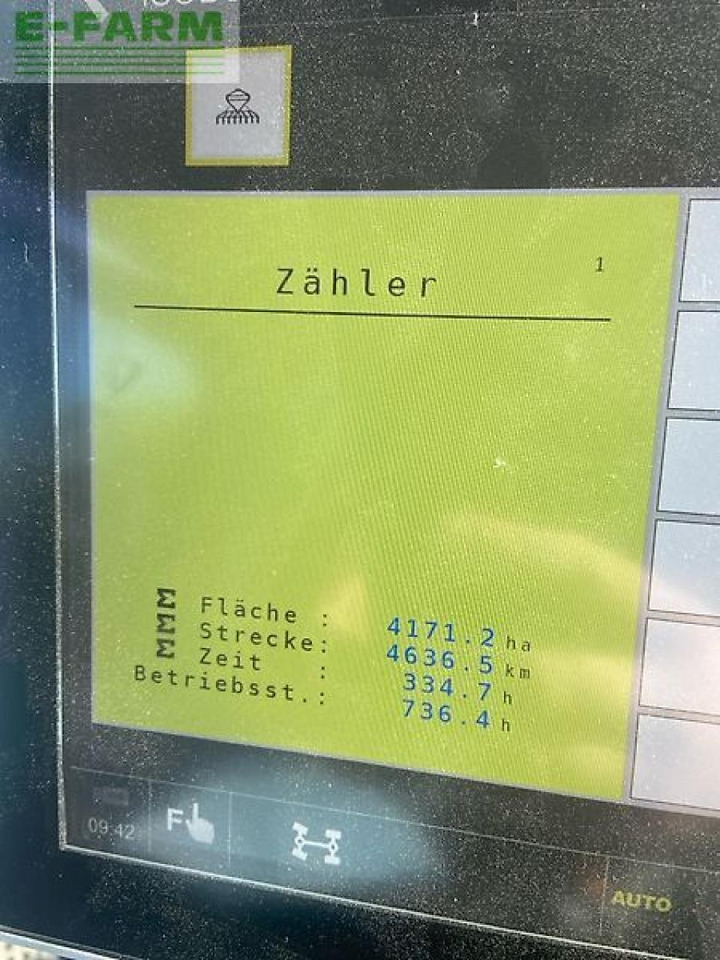 E-FARM
Zähler
1
Σ Fläche : 4171.2 ha
Σ Strecke: 4636.5 km
Σ Zeit : 334.7 h
Betriebsst.: 736.4 h
09:42
F
AUTO